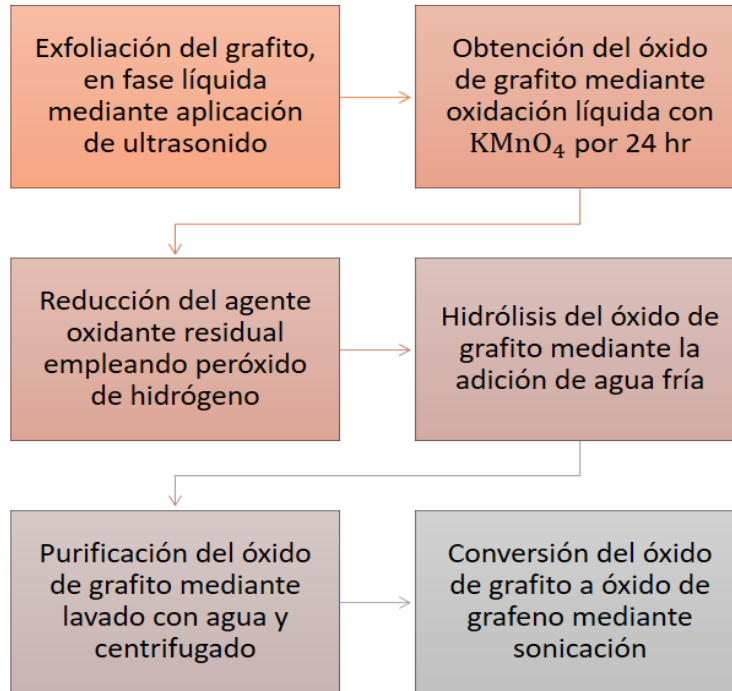 Exfoliación del grafito,
en fase líquida
mediante aplicación
de ultrasonido
Obtención del óxido
de grafito mediante
oxidación líquida con
KMnO₄ por 24 hr
Reducción del agente
oxidante residual
empleando peróxido
de hidrógeno
Hidrólisis del óxido de
grafito mediante la
adición de agua fría
Purificación del óxido
de grafito mediante
lavado con agua y
centrifugado
Conversión del óxido
de grafito a óxido de
grafeno mediante
sonicación